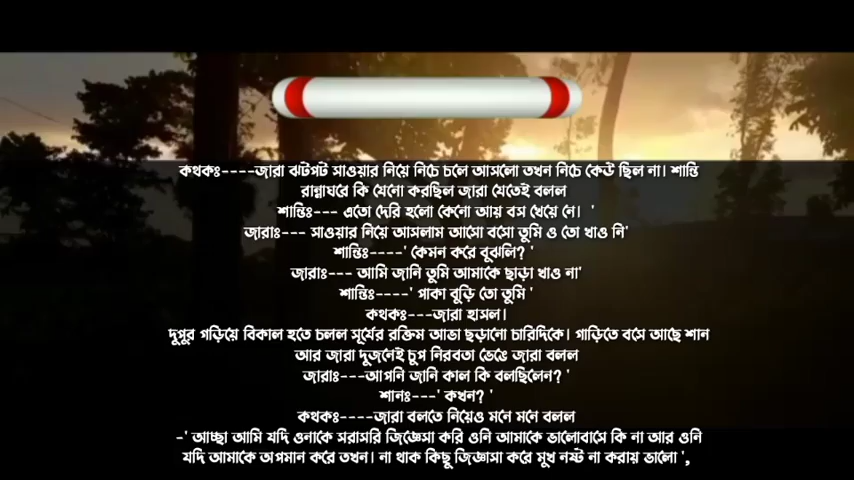 কথকঃ----জারা ঝটপট সাওয়ার নিয়ে নিচে চলে আসলো তখন নিচে কেউ ছিল না। শান্তি
রান্নাঘরে কি যেনো করছিল জারা যেতেই বলল
শান্তিঃ--- এতো দেরি হলো কেনো আয় বস খেয়ে নে। '
জারাঃ--- সাওয়ার নিয়ে আসলাম আসো বসো তুমি ও তো খাও নি'
শান্তিঃ----' কেমন করে বুঝলি? '
জারাঃ--- আমি জানি তুমি আমাকে ছাড়া খাও না'
শান্তিঃ----' পাকা বুড়ি তো তুমি '
কথকঃ---জারা হাসল।
দুপুর গড়িয়ে বিকাল হতে চলল সূর্যের রক্তিম আভা ছড়ানো চারিদিকে। গাড়িতে বসে আছে শান
আর জারা দুজনেই চুপ নিরবতা ভেঙে জারা বলল
জারাঃ---আপনি জানি কাল কি বলছিলেন? '
শানঃ---' কখন? '
কথকঃ----জারা বলতে নিয়েও মনে মনে বলল
-' আচ্ছা আমি যদি ওনাকে সরাসরি জিজ্ঞেসা করি ওনি আমাকে ভালোবাসে কি না আর ওনি
যদি আমাকে অপমান করে তখন। না থাক কিছু জিজ্ঞাসা করে মুখ নষ্ট না করায় ভালো ',